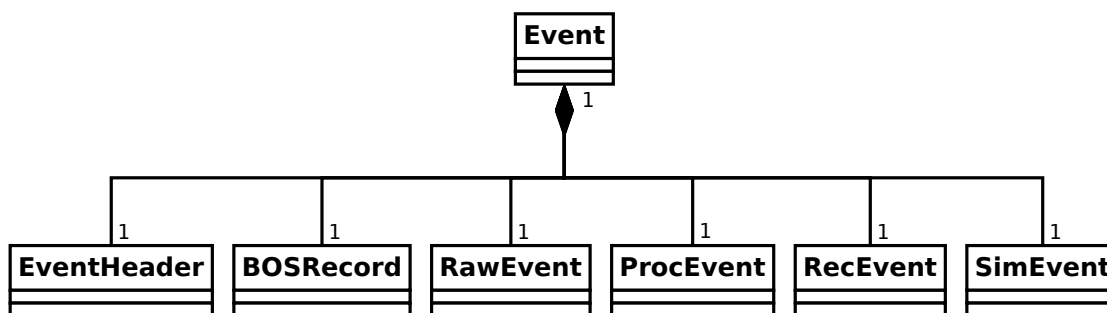 Event
1
1 1 1 1 1 1
EventHeader BOSRecord RawEvent ProcEvent RecEvent SimEvent